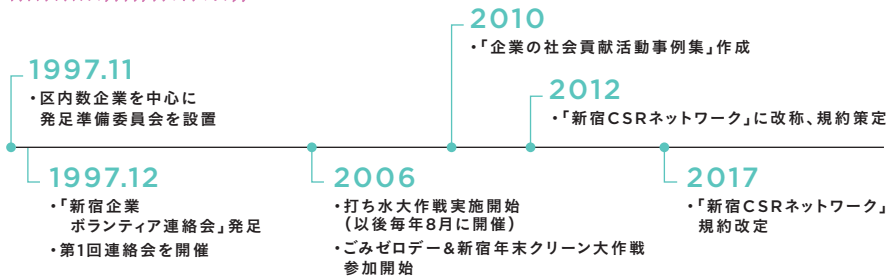 1997.11
・区内数企業を中心に
発足準備委員会を設置
1997.12
・「新宿企業
ボランティア連絡会」発足
・第1回連絡会を開催
2006
・打ち水大作戦実施開始
(以後毎年8月に開催)
・ごみゼロデー&新宿年末クリーン大作戦
参加開始
2010
・「企業の社会貢献活動事例集」作成
2012
・「新宿CSRネットワーク」に改称、規約策定
2017
・「新宿CSRネットワーク」
規約改定